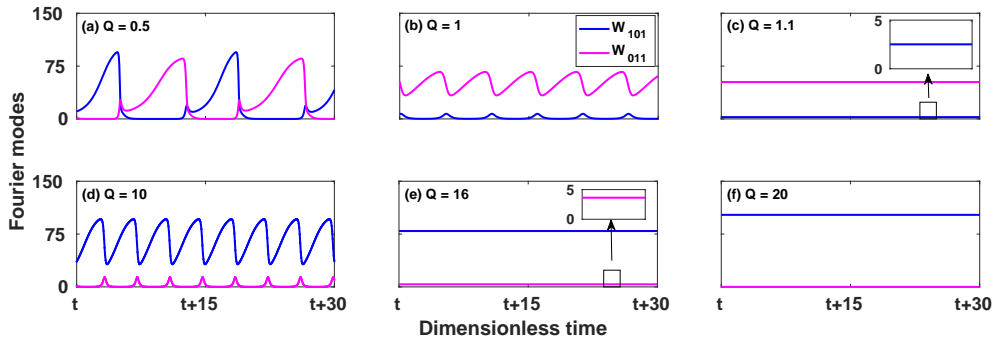 150
75
0
(a) Q = 0.5
(b) Q = 1
W 101
W 011
(c) Q = 1.1
5
0
Fourier modes
150
75
0
(d) Q = 10
(e) Q = 16
5
0
(f) Q = 20
t
t+15
t+30
t
t+15
t+30
t
t+15
t+30
Dimensionless time